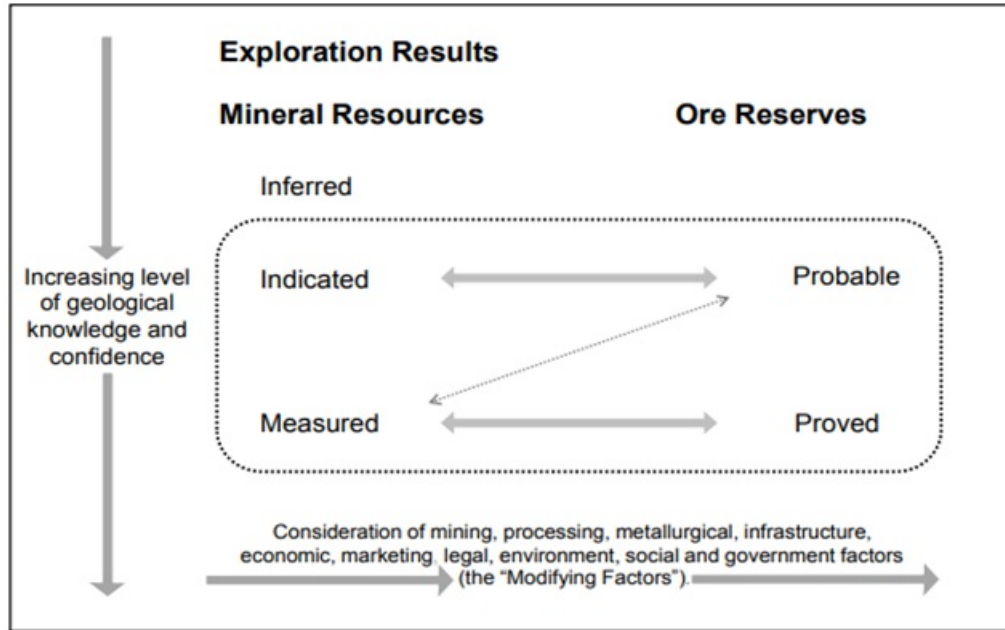 Exploration Results
Mineral Resources
Ore Reserves
Inferred
Indicated
Probable
Increasing level
of geological
knowledge and
confidence
Measured
Proved
Consideration of mining, processing, metallurgical, infrastructure,
economic, marketing, legal, environment, social and government factors
(the “Modifying Factors”).